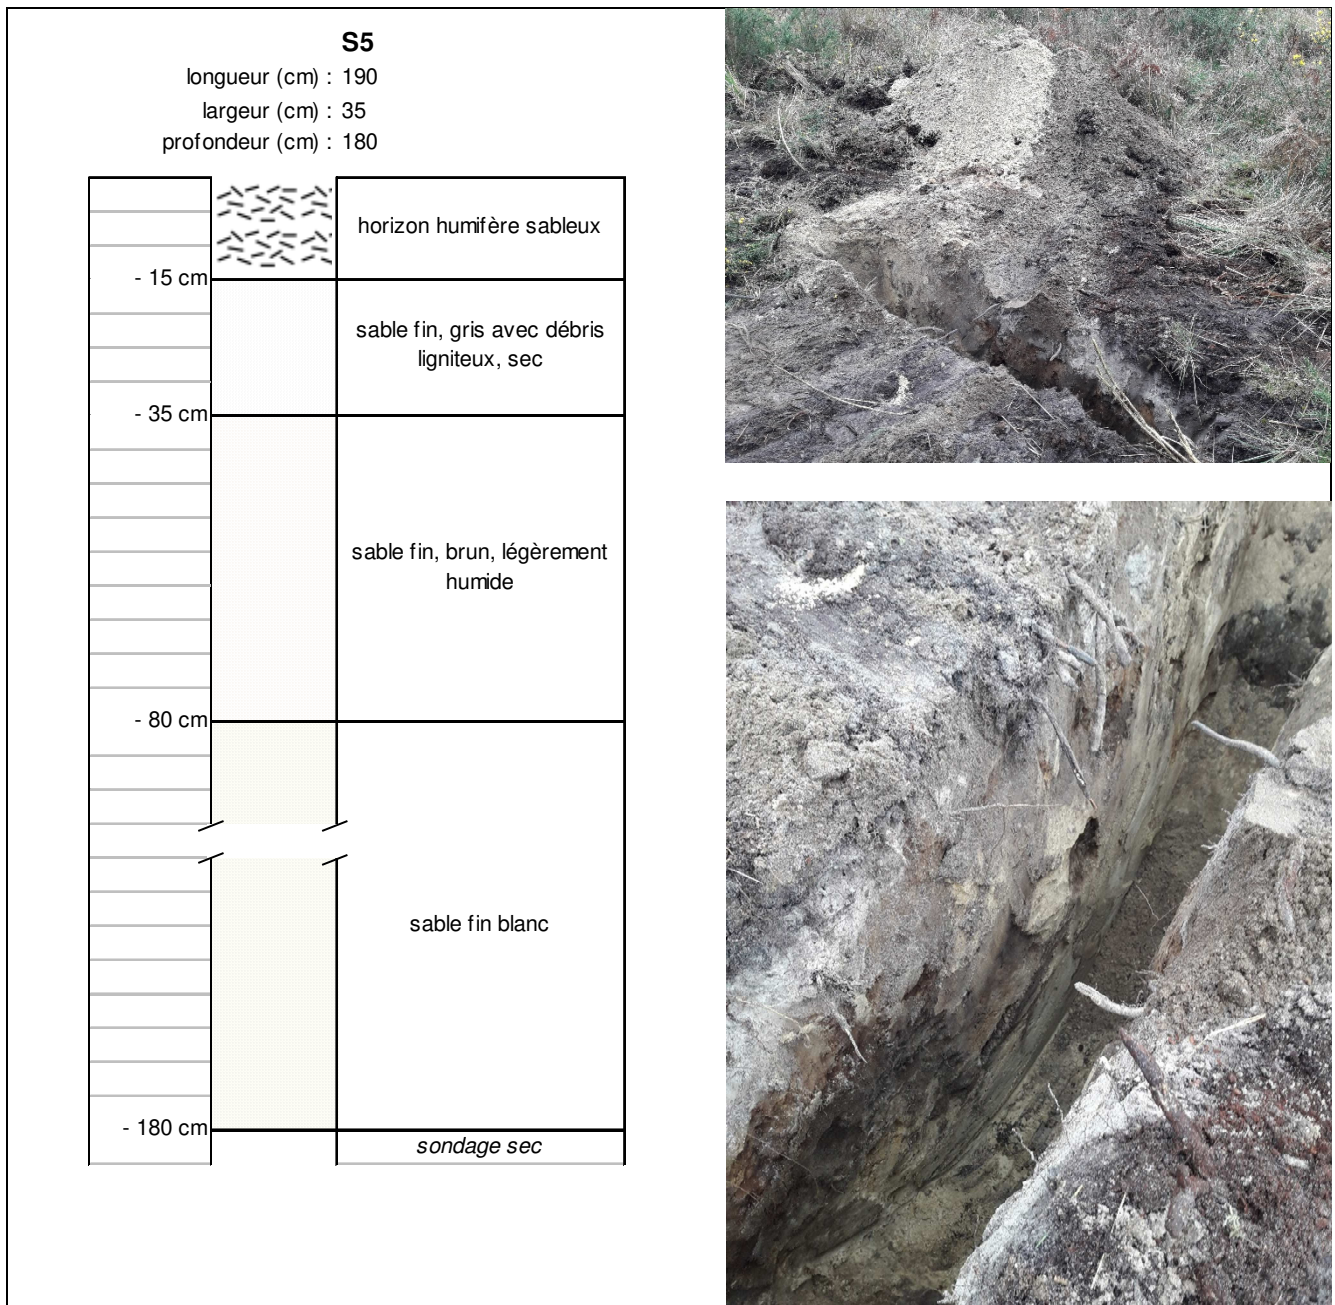 S5
longueur (cm) : 190
largeur (cm) : 35
profondeur (cm) : 180
horizon humifère sableux
- 15 cm
sable fin, gris avec débris
ligniteux, sec
- 35 cm
sable fin, brun, légèrement
humide
- 80 cm
sable fin blanc
- 180 cm
sondage sec